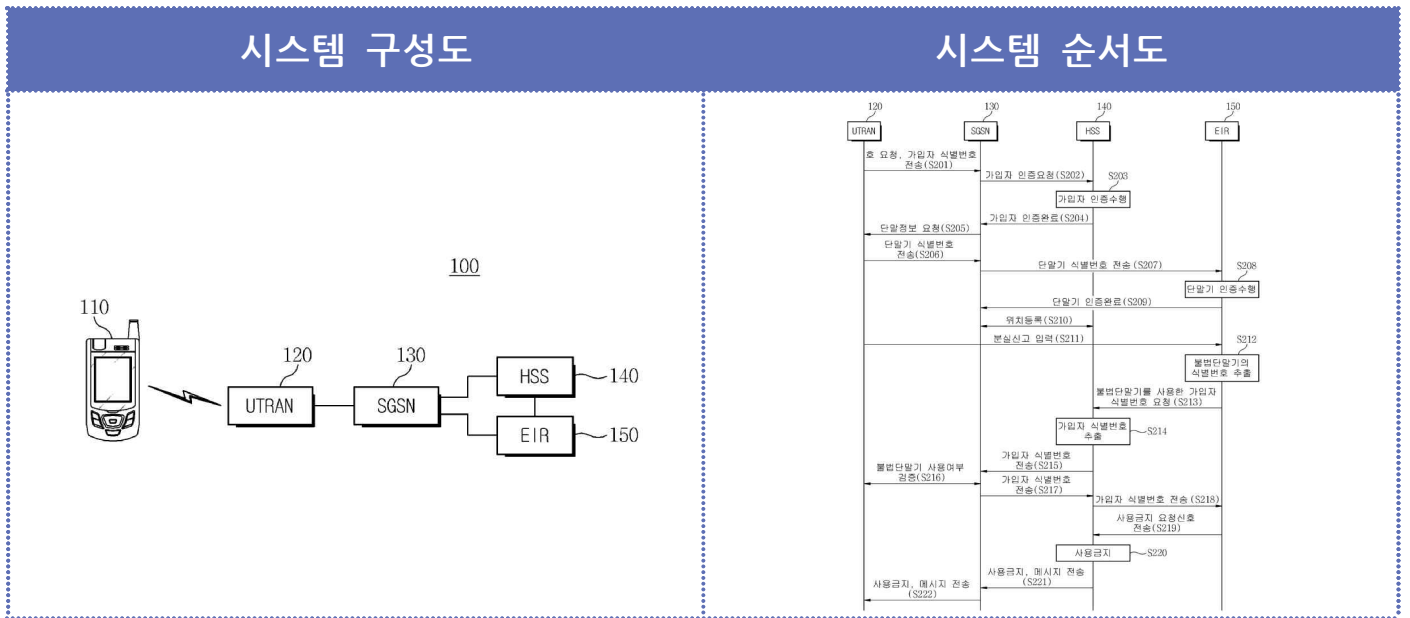 시스템 구성도
시스템 순서도
100
110
120
UTRAN
130
SGSN
HSS
140
EIR
150
120
130
140
150
UTRAN
SGSN
HSS
EIR
호 요청, 가입자 식별번호
전송(S201)
가입자 인증요청(S202)
S203
가입자 인증수행
가입자 인증완료(S204)
단말정보 요청(S205)
단말기 식별번호
전송(S206)
단말기 식별번호 전송(S207)
S208
단말기 인증수행
단말기 인증완료(S209)
위치등록(S210)
분실신고 입력(S211)
S212
불법단말기의
식별번호 추출
불법단말기를 사용한 가입자
식별번호 요청(S213)
가입자 식별번호
추출
S214
가입자 식별번호
전송(S215)
불법단말기 사용여부
검증(S216)
가입자 식별번호
전송(S217)
가입자 식별번호 전송(S218)
사용금지 요청신호
전송(S219)
사용금지
S220
사용금지, 메시지 전송
(S221)
사용금지, 메시지 전송
(S222)